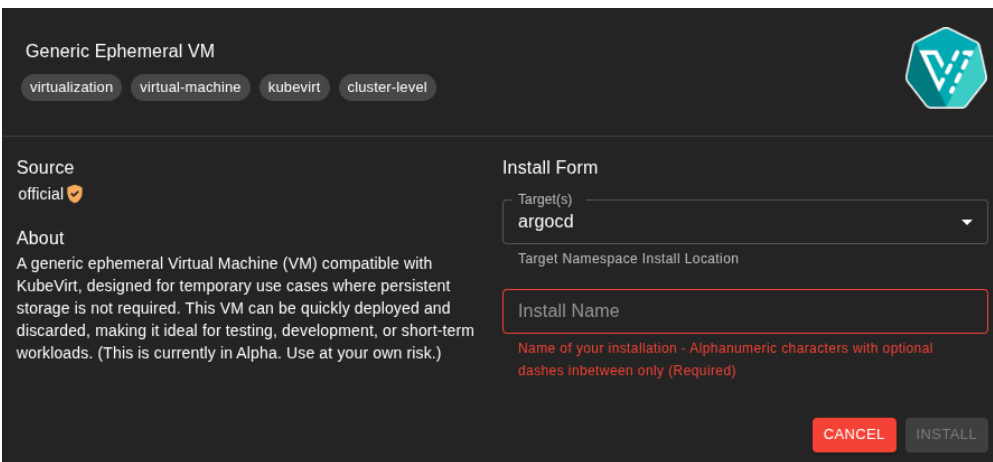 Generic Ephemeral VM
virtualization virtual-machine kubevirt cluster-level
Source
official
About
A generic ephemeral Virtual Machine (VM) compatible with
KubeVirt, designed for temporary use cases where persistent
storage is not required. This VM can be quickly deployed and
discarded, making it ideal for testing, development, or short-term
workloads. (This is currently in Alpha. Use at your own risk.)
Install Form
Target(s)
argocd
Target Namespace Install Location
Install Name
Name of your installation - Alphanumeric characters with optional
dashes inbetween only (Required)
CANCEL INSTALL